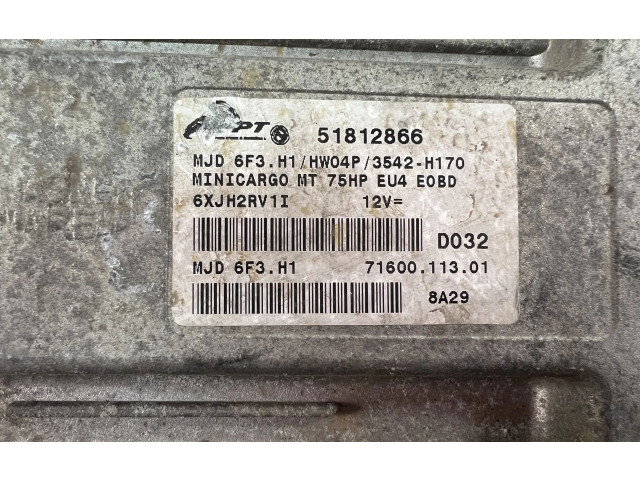 FPT 51812866
MJD 6F3.H1/HW04P/3542-H170
MINICARGO MT 75HP EU4 EOBD
6XJH2RV1I 12V=
D032
MJD 6F3.H1 71600.113.01
8A29